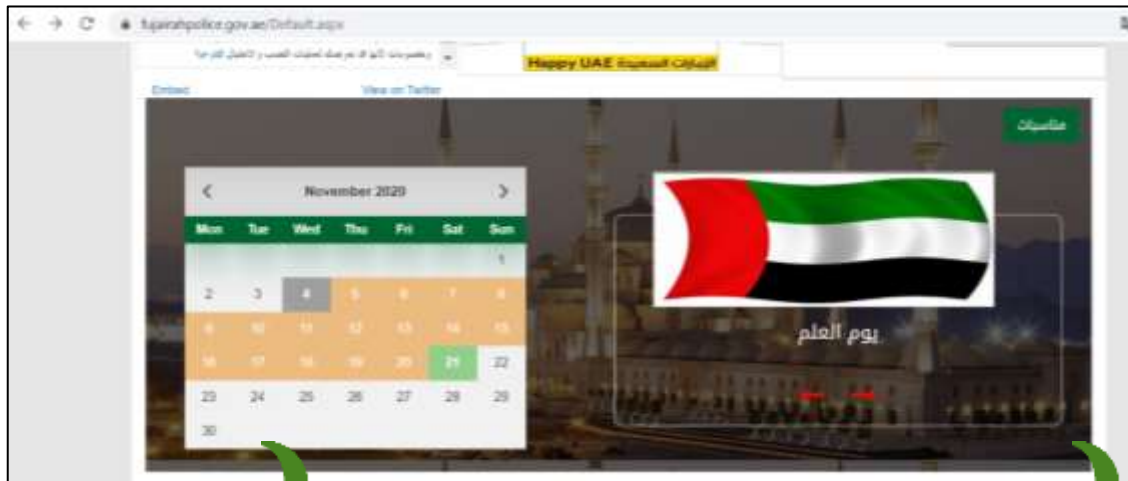 fujairahpolice.gov.ae/Default.aspx
Happy UAE الإمارات السعيدة
Embed
View on Twitter
مناسبات
November 2020
Mon Tue Wed Thu Fri Sat Sun
1
2 3 4 5 6 7 8
9 10 11 12 13 14 15
16 17 18 19 20 21 22
23 24 25 26 27 28 29
30
يوم العلم